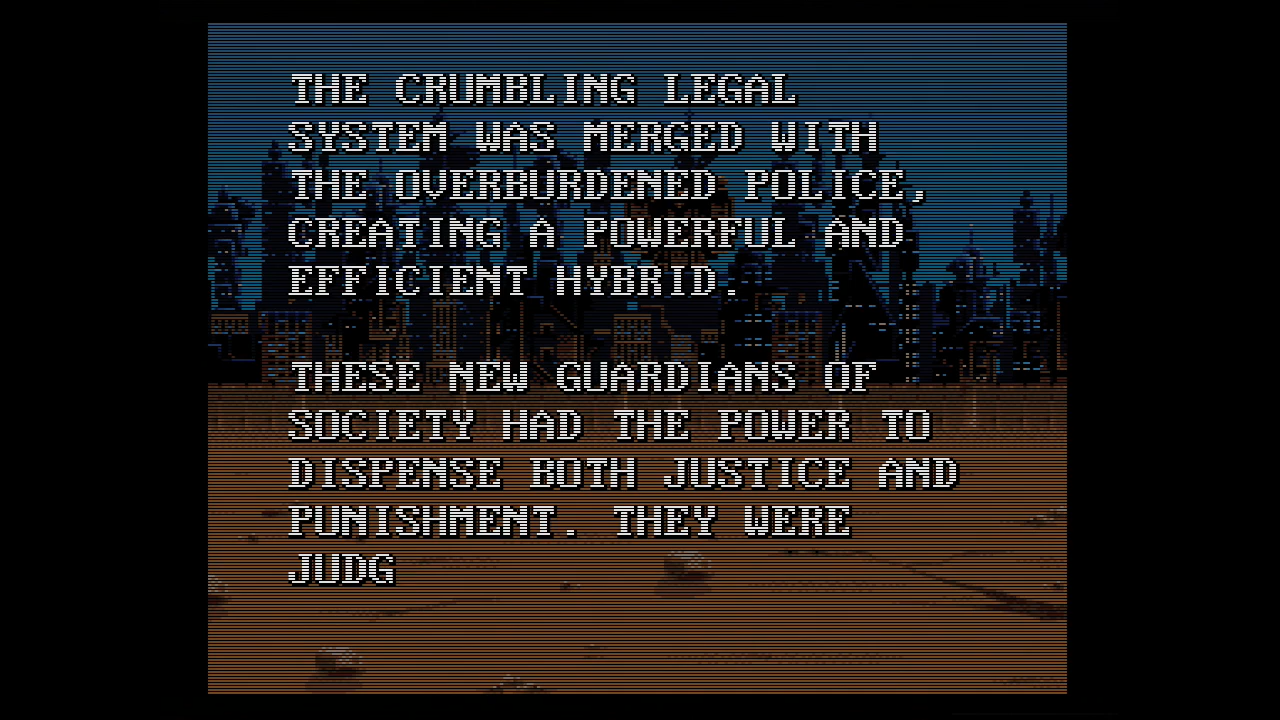 THE CRUMBLING LEGAL
SYSTEM WAS MERGED WITH
THE OVERBURDENED POLICE,
CREATING A POWERFUL AND
EFFICIENT HYBRID.
THESE NEW GUARDIANS OF
SOCIETY HAD THE POWER TO
DISPENSE BOTH JUSTICE AND
PUNISHMENT. THEY WERE
JUDG